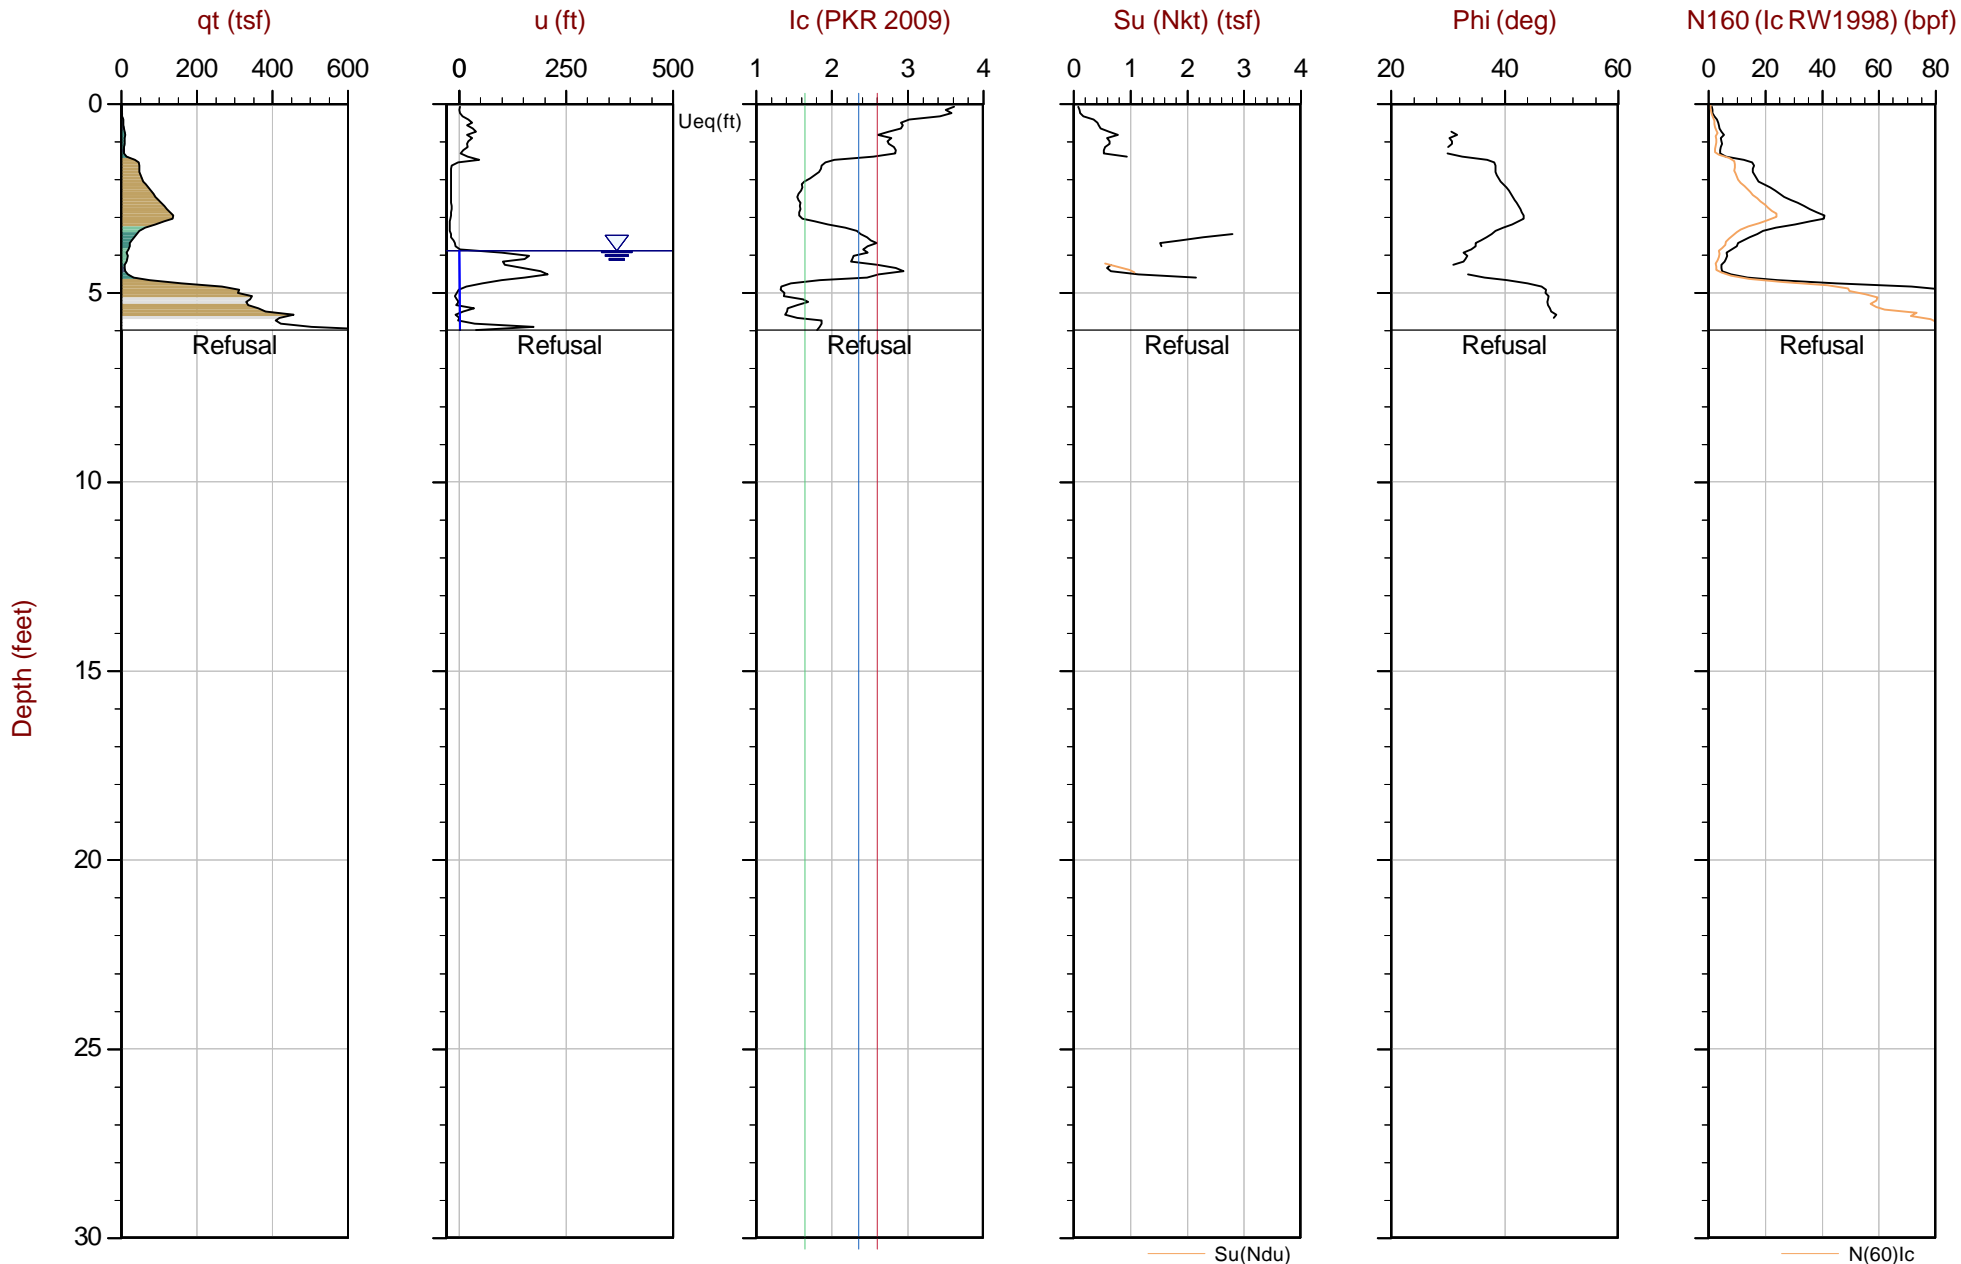 qt (tsf) u (ft) Ic (PKR 2009) Su (Nkt) (tsf) Phi (deg) N160 (Ic RW1998) (bpf)
0 200 400 600 0 250 500 1 2 3 4 0 1 2 3 4 20 40 60 0 20 40 60 80
0
Ueq(ft)
5
Refusal Refusal Refusal Refusal Refusal Refusal
10
15
Depth (feet)
20
25
30
Su(Ndu) N(60)Ic